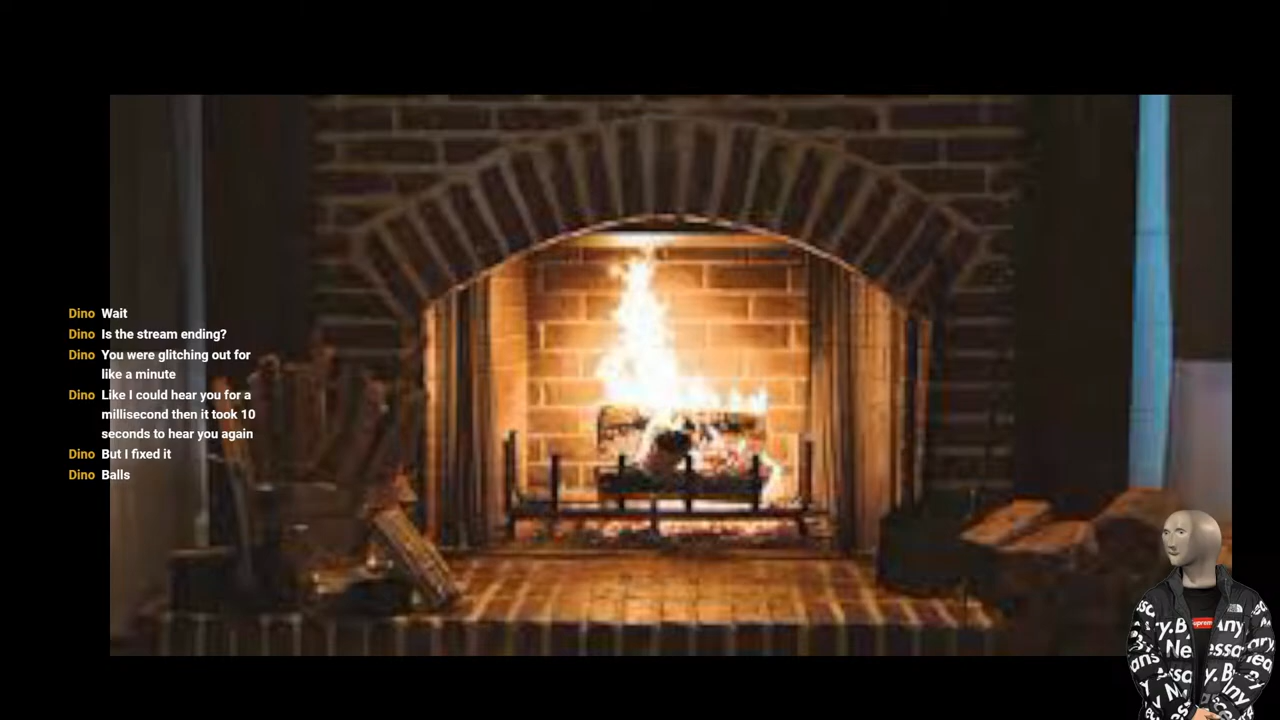 Dino Wait
Dino Is the stream ending?
Dino You were glitching out for
like a minute
Dino Like I could hear you for a
millisecond then it took 10
seconds to hear you again
Dino But I fixed it
Dino Balls